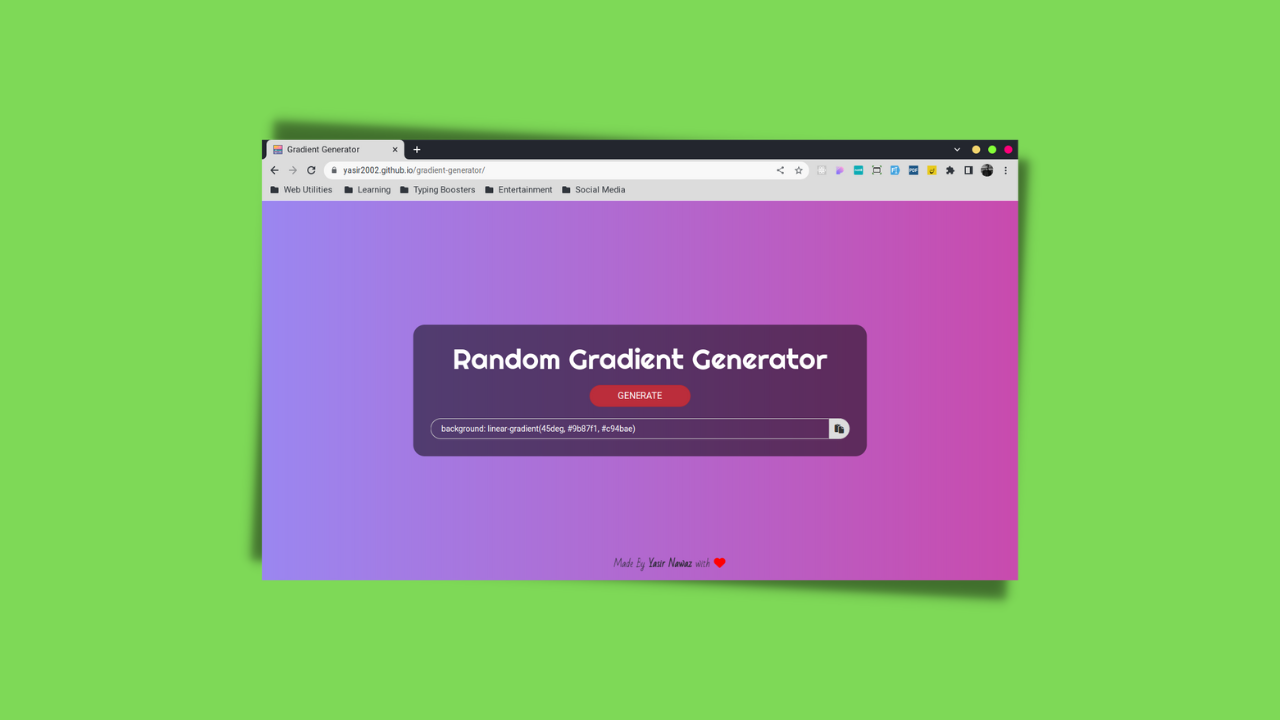 Gradient Generator
yasir2002.github.io/gradient-generator/
Web Utilities Learning Typing Boosters Entertainment Social Media
Random Gradient Generator
GENERATE
background: linear-gradient(45deg, #9b87f1, #c94bae)
Made By Yasir Nawaz with